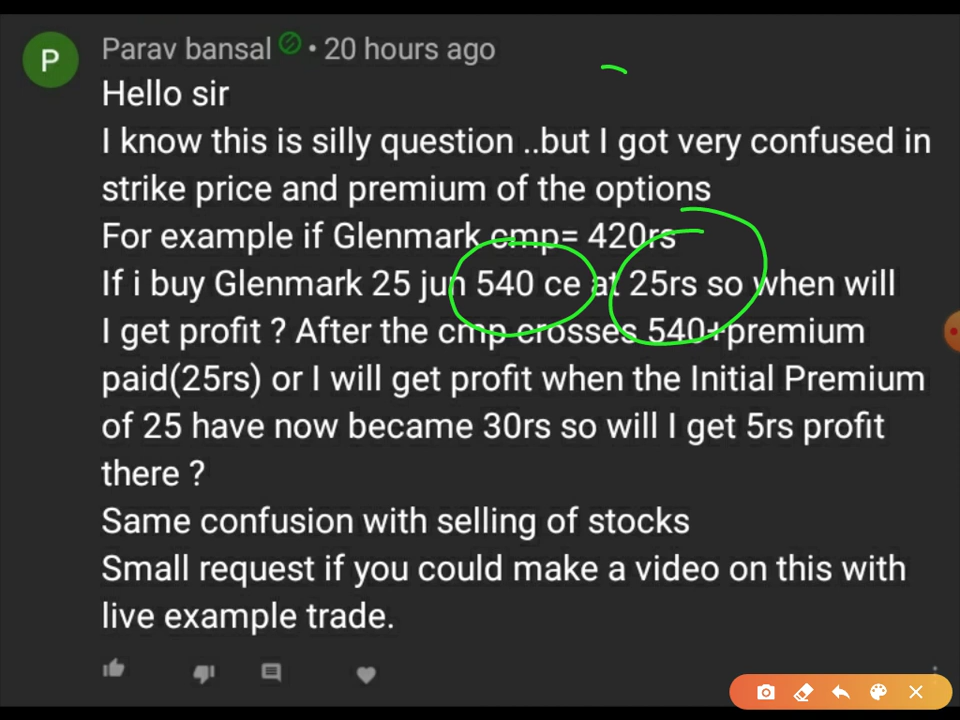 P
Parav bansal • 20 hours ago
Hello sir
I know this is silly question ..but I got very confused in
strike price and premium of the options
For example if Glenmark cmp= 420rs
If i buy Glenmark 25 jun 540 ce at 25rs so when will
I get profit ? After the cmp crosses 540+premium
paid(25rs) or I will get profit when the Initial Premium
of 25 have now became 30rs so will I get 5rs profit
there ?
Same confusion with selling of stocks
Small request if you could make a video on this with
live example trade.